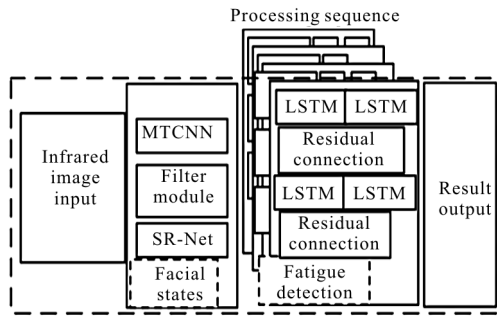 Processing sequence
Infrared
image
input
MTCNN
Filter
module
SR-Net
Facial
states
LSTM LSTM
Residual
connection
LSTM LSTM
Residual
connection
Fatigue
detection
Result
output